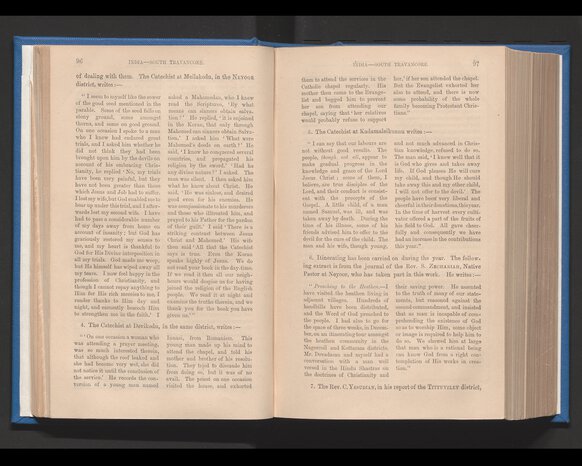 96
INDIA—SOUTH TRAVANCORE.
of dealing with them. The Catechist at Meilakodu, in the NEYOOR
district, writes:—
"I seem to myself like the sower
of the good seed mentioned in the
parable. Some of the seed falls on
stony ground, some amongst
thorns, and some on good ground.
On one occasion I spoke to a man
who I knew had endured great
trials, and I asked him whether he
did not think they had been
brought upon him by the devils on
account of his embracing Chris-
tianity, he replied 'No, my trials
have been very painful, but they
have not been greater than those
which Jesus and Job had to suffer.
I lost my wife, but God enabled me to
bear up under this trial, and I after-
wards lost my second wife. I have
had to pass a considerable number
of my days away from home on
account of insanity; but God has
graciously restored my senses to
me, and my heart is thankful to
God for His Divine interposition in
all my trials. God made me weep,
but He himself has wiped away all
my tears. I now feel happy in the
profession of Christianity, and
though I cannot repay anything to
Him for His rich mercies to me, I
render thanks to Him day and
night, and earnestly beseech Him
to strengthen me in the faith.' I
asked a Mahomedan, who I knew
read the Scriptures, 'By what
means can sinners obtain salva-
tion?' He replied, 'it is enjoined
in the Koran, that only through
Mahomed can sinners obtain Salva-
tion.' I asked him 'What were
Mahomed's deeds on earth?' He
said, 'I know he conquered several
countries, and propagated his
religion by the sword.' 'Had he
any divine nature?' I asked. The
man was silent. I then asked him
what he knew about Christ. He
said, 'He was sinless, and desired
good even for his enemies. He
was compassionate to his murderers
and those who illtreated him, and
prayed to his Father for the pardon
of their guilt.' I said 'There is a
striking contrast between Jesus
Christ and Mahomed.' His wife
then said, 'All that the Catechist
says is true. Even the Koran
speaks highly of Jesus. We do
not read your book in the day-time.
If we read it then all our neigh-
bours would despise us for having
joined the religion of the English
people. We read it at night and
examine the truths therein, and we
thank you for the book you have
given us.'"
4. The Catechist at Devikodu, in the same district, writes:—
"On one occasion a woman who
was attending a prayer meeting,
was so much interested therein,
that although the roof leaked and
she had become very wet, she did
not notice it until the conclusion of
the service. He records the con-
version of a young man named
Innasi, from Romanism. This
young man made up his mind to
attend the chapel, and told his
mother and brother of his resolu-
tion. They tried to dissuade him
from doing so, but it was of no
avail. The priest on one occasion
visited the house, and exhorted
INDIA—SOUTH TRAVANCORE.
97
them to attend the services in the
Catholic chapel regularly. His
mother then came to the Evange-
list and begged him to prevent
her son from attending our
chapel, saying that 'her relatives
would probably refuse to support
her,' if her son attended the chapel.
But the Evangelist exhorted her
also to attend, and there is now
some probability of the whole
family becoming Protestant Chris-
tians."
5. The Catechist at Kadamalaikunnu writes:—
"I can say that our labours are
not without good results. The
people, though not all, appear to
make gradual progress in the
knowledge and grace of the Lord
Jesus Christ; some of them, I
believe, are true disciples of the
Lord, and their conduct is consist-
ent with the precepts of the
Gospel. A little child, of a man
named Samuel, was ill, and was
taken away by death. During the
time of his illness, some of his
friends advised him to offer to the
devil for the cure of the child. The
man and his wife, though young,
and not much advanced in Chris-
tian knowledge, refused to do so.
The man said, 'I know well that it
is God who gives and takes away
life. If God pleases He will cure
my child, and though He should
take away this and my other child,
I will not offer to the devil.' The
people have been very liberal and
cheerful in their donations, this year.
In the time of harvest every culti-
vator offered a part of the fruits of
his field to God. All gave cheer-
fully and consequently we have
had an increase in the contributions
this year."
6. Itinerating has been carried on during the year. The follow-
ing extract is from the journal of the REV. S. ZECHARIAH, Native
Pastor at Neyoor, who has taken part in this work. He writes:—
"Preaching to the Heathen.—I
have visited the heathen living in
adjacent villages. Hundreds of
handbills have been distributed,
and the Word of God preached to
the people. I had also to go for
the space of three weeks, in Decem-
ber, on an itinerating tour amongst
the heathen community in the
Nagercoil and Kottaram districts.
Mr. Devadasan and myself had a
conversation with a man well
versed in the Hindu Shastras on
the doctrines of Christianity and
their saving power. He assented
to the truth of many of our state-
ments, but reasoned against the
second commandment, and insisted
that as man is incapable of com-
prehending the existence of God
so as to worship Him, some object
or image is required to help him to
do so. We showed him at large
that man who is a rational being
can know God from a right con-
templation of His works in crea-
tion."
7. The Rev. C. YESUDIAN, in his report of the TITTUVILEY district,